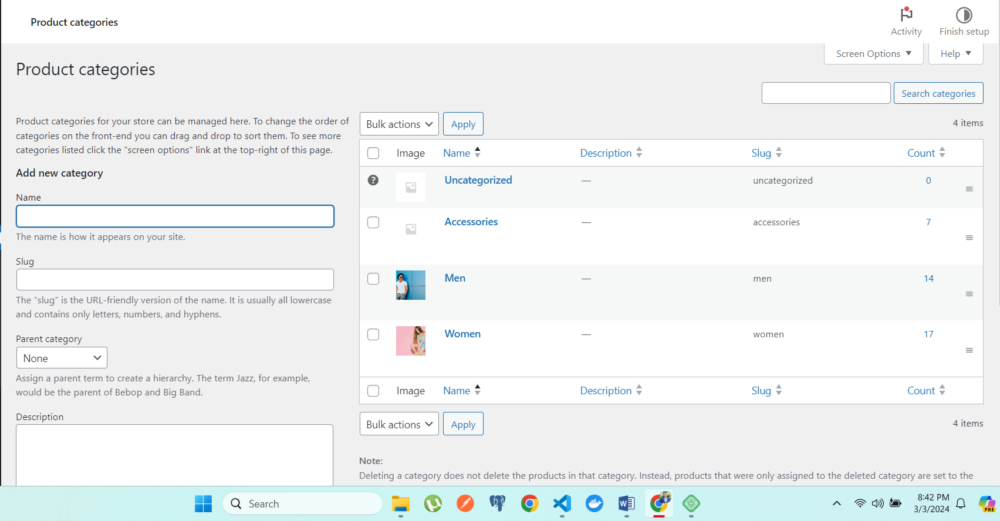 Product categories
Activity
Finish setup
Screen Options
Help
Product categories
Search categories
Product categories for your store can be managed here. To change the order of
categories on the front-end you can drag and drop to sort them. To see more
categories listed click the "screen options" link at the top-right of this page.
Add new category
Name
The name is how it appears on your site.
Slug
The “slug” is the URL-friendly version of the name. It is usually all lowercase
and contains only letters, numbers, and hyphens.
Parent category
None
Assign a parent term to create a hierarchy. The term Jazz, for example,
would be the parent of Bebop and Big Band.
Description
Bulk actions Apply 4 items
Image Name Description Slug Count
? Uncategorized — uncategorized 0
Accessories — accessories 7
Men — men 14
Women — women 17
Image Name Description Slug Count
Bulk actions Apply 4 items
Note:
Deleting a category does not delete the products in that category. Instead, products that were only assigned to the deleted category are set to the
Search
8:42 PM
3/3/2024
PRE